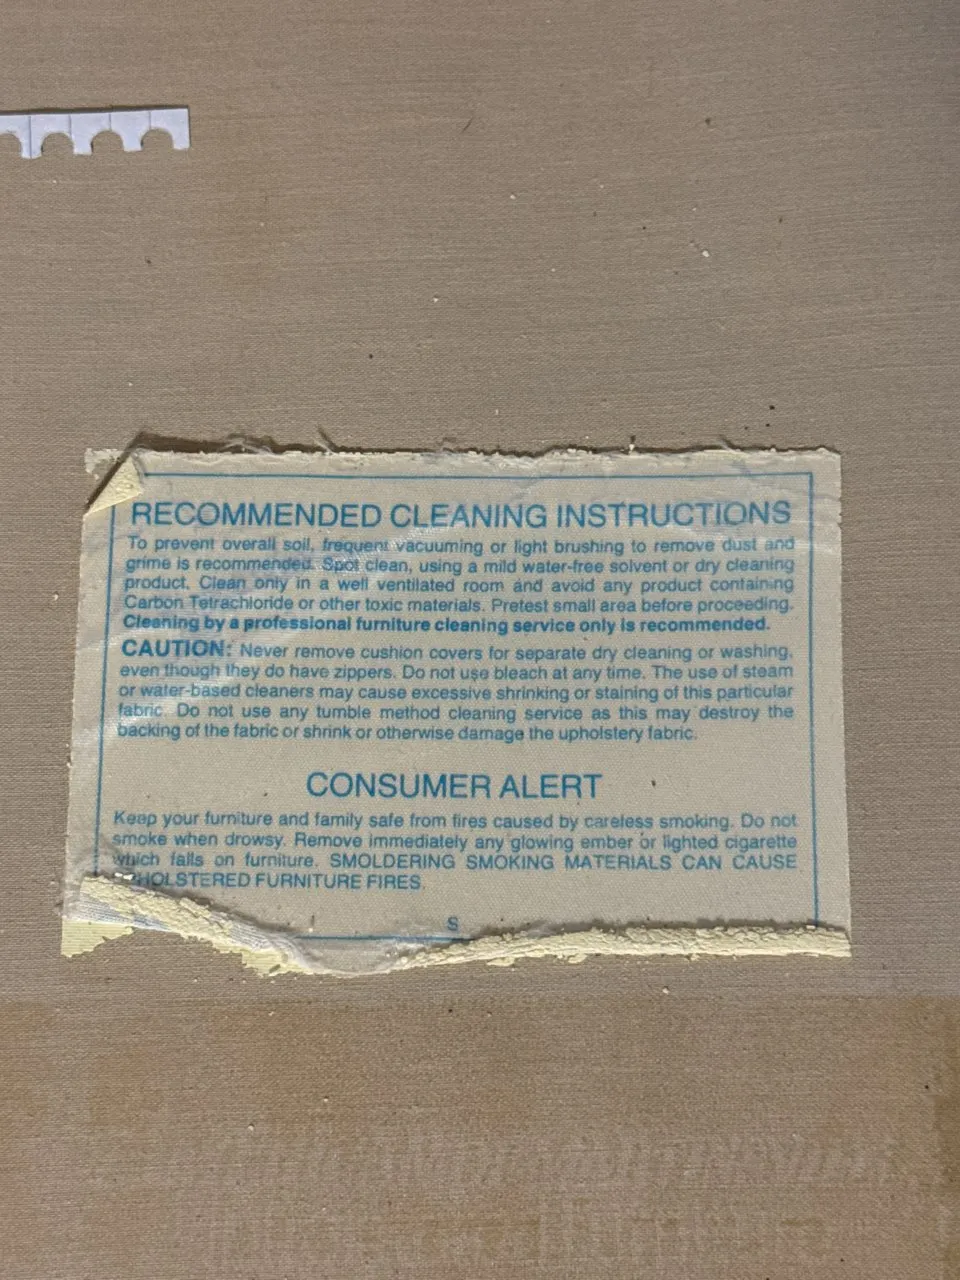 RECOMMENDED CLEANING INSTRUCTIONS
To prevent overall soil, frequent vacuuming or light brushing to remove dust and
grime is recommended. Spot clean, using a mild water-free solvent or dry cleaning
product. Clean only in a well ventilated room and avoid any product containing
Carbon Tetrachloride or other toxic materials. Pretest small area before proceeding.
Cleaning by a professional furniture cleaning service only is recommended.
CAUTION: Never remove cushion covers for separate dry cleaning or washing,
even though they do have zippers. Do not use bleach at any time. The use of steam
or water-based cleaners may cause excessive shrinking or staining of this particular
fabric. Do not use any tumble method cleaning service as this may destroy the
backing of the fabric or shrink or otherwise damage the upholstery fabric.
CONSUMER ALERT
Keep your furniture and family safe from fires caused by careless smoking. Do not
smoke when drowsy. Remove immediately any glowing ember or lighted cigarette
which falls on furniture. SMOLDERING SMOKING MATERIALS CAN CAUSE
UPHOLSTERED FURNITURE FIRES.
S